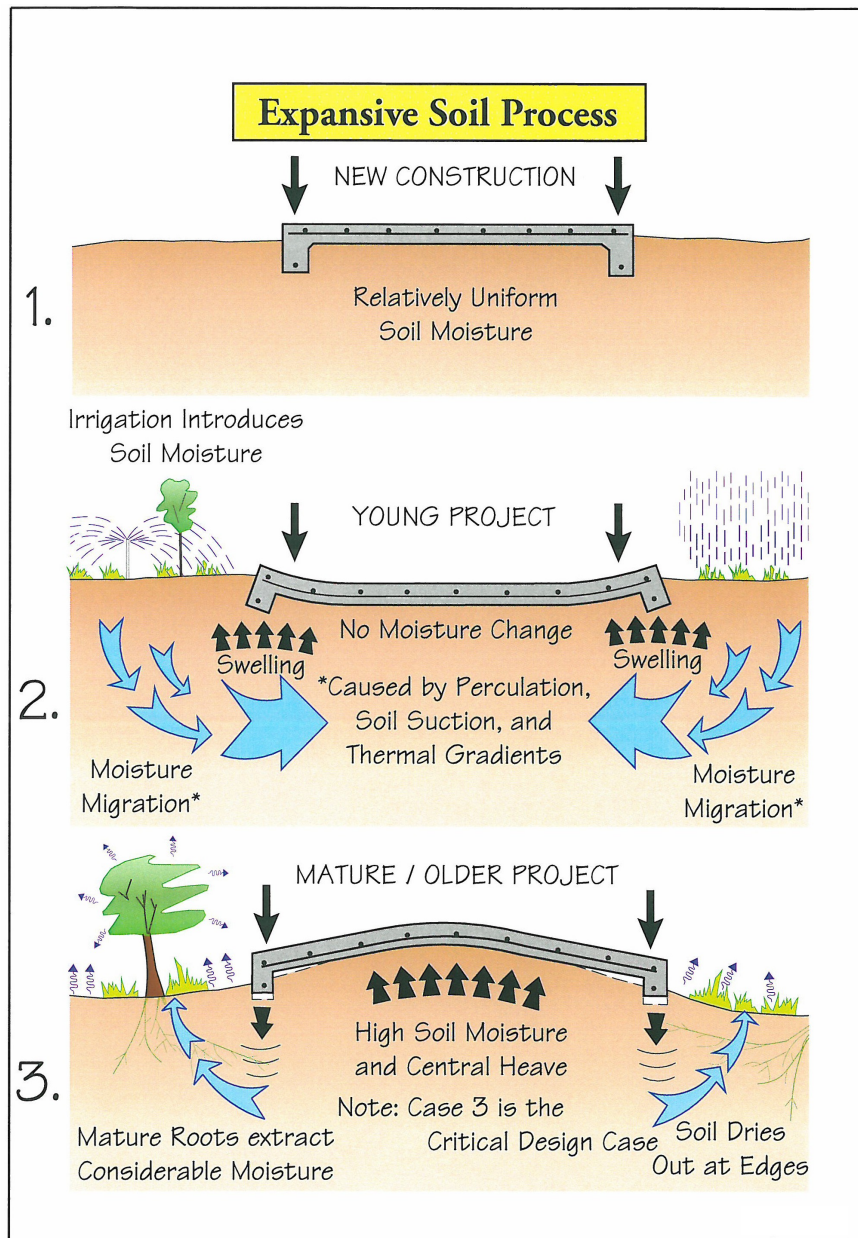 Expansive Soil Process
NEW CONSTRUCTION
1.
Relatively Uniform
Soil Moisture
Irrigation Introduces
Soil Moisture
YOUNG PROJECT
No Moisture Change
Swelling
Swelling
2.
*Caused by Perculation,
Soil Suction, and
Thermal Gradients
Moisture
Migration*
Moisture
Migration*
MATURE / OLDER PROJECT
3.
High Soil Moisture
and Central Heave
Note: Case 3 is the
Critical Design Case
Mature Roots extract
Considerable Moisture
Soil Dries
Out at Edges